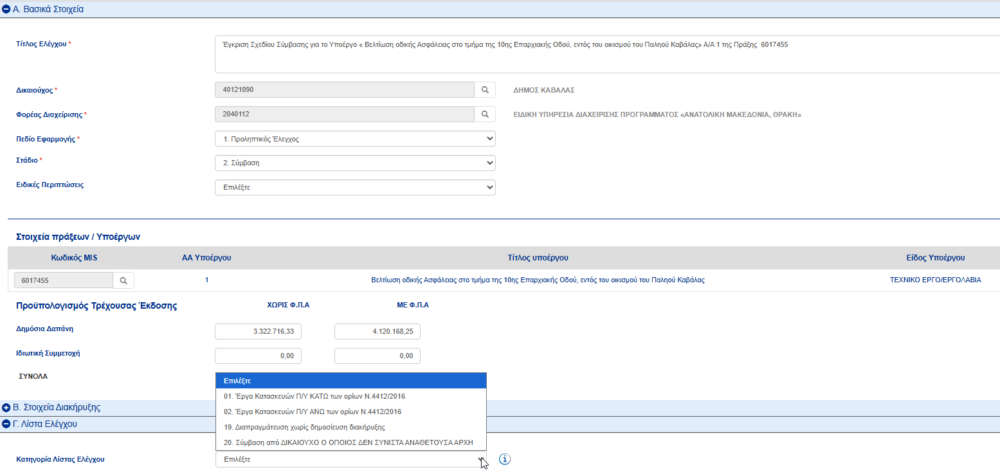 Α. Βασικά Στοιχεία
Τίτλος Ελέγχου *
Έγκριση Σχεδίου Σύμβασης για το Υποέργο « Βελτίωση οδικής Ασφάλειας στο τμήμα της 10ης Επαρχιακής Οδού, εντός του οικισμού του Παληού Καβάλας» Α/Α 1 της Πράξης 6017455
Δικαιούχος * 40121090 ΔΗΜΟΣ ΚΑΒΑΛΑΣ
Φορέας Διαχείρισης * 2040112 ΕΙΔΙΚΗ ΥΠΗΡΕΣΙΑ ΔΙΑΧΕΙΡΙΣΗΣ ΠΡΟΓΡΑΜΜΑΤΟΣ «ΑΝΑΤΟΛΙΚΗ ΜΑΚΕΔΟΝΙΑ, ΘΡΑΚΗ»
Πεδίο Εφαρμογής * 1. Προληπτικός Έλεγχος
Στάδιο * 2. Σύμβαση
Ειδικές Περιπτώσεις Επιλέξτε
Στοιχεία πράξεων / Υποέργων
Κωδικός MIS ΑΑ Υποέργου Τίτλος υποέργου Είδος Υποέργου
6017455 1 Βελτίωση οδικής Ασφάλειας στο τμήμα της 10ης Επαρχιακής Οδού, εντός του οικισμού του Παληού Καβάλας ΤΕΧΝΙΚΟ ΕΡΓΟ/ΕΡΓΟΛΑΒΙΑ
Προϋπολογισμός Τρέχουσας Έκδοσης ΧΩΡΙΣ Φ.Π.Α ΜΕ Φ.Π.Α
Δημόσια Δαπάνη 3.322.716,33 4.120.168,25
Ιδιωτική Συμμετοχή 0,00 0,00
ΣΥΝΟΛΑ
Επιλέξτε
01. Έργα Κατασκευών Π/Υ ΚΑΤΩ των ορίων Ν.4412/2016
02. Έργα Κατασκευών Π/Υ ΑΝΩ των ορίων Ν.4412/2016
19. Διαπραγμάτευση χωρίς δημοσίευση διακήρυξης
20. Σύμβαση από ΔΙΚΑΙΟΥΧΟ Ο ΟΠΟΙΟΣ ΔΕΝ ΣΥΝΙΣΤΑ ΑΝΑΘΕΤΟΥΣΑ ΑΡΧΗ
Β. Στοιχεία Διακήρυξης
Γ. Λίστα Ελέγχου
Κατηγορία Λίστας Ελέγχου Επιλέξτε